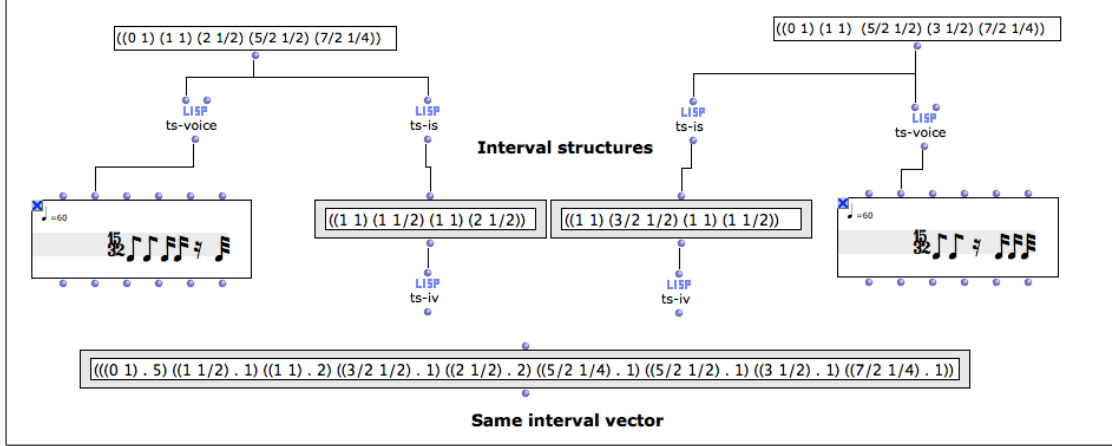 ((0 1) (1 1) (2 1/2) (5/2 1/2) (7/2 1/4))
((0 1) (1 1)  (5/2 1/2) (3 1/2) (7/2 1/4))
LISP
ts-voice
LISP
ts-is
LISP
ts-is
LISP
ts-voice
Interval structures
=60
15
32
((1 1) (1 1/2) (1 1) (2 1/2))
((1 1) (3/2 1/2) (1 1) (1 1/2))
=60
15
32
LISP
ts-iv
LISP
ts-iv
(((0 1) . 5) ((1 1/2) . 1) ((1 1) . 2) ((3/2 1/2) . 1) ((2 1/2) . 2) ((5/2 1/4) . 1) ((5/2 1/2) . 1) ((3 1/2) . 1) ((7/2 1/4) . 1))
Same interval vector